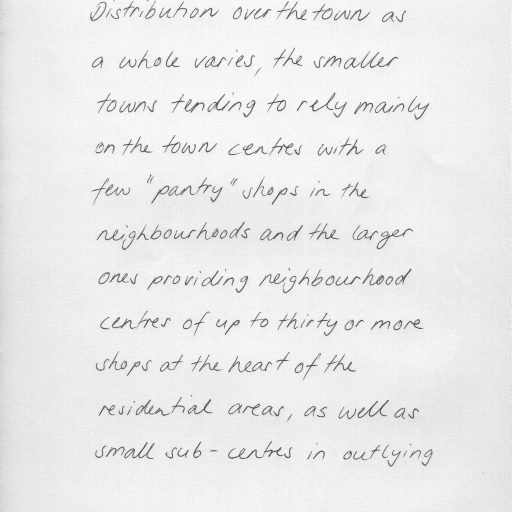 Distribution over the town as
a whole varies, the smaller
towns tending to rely mainly
on the town centres with a
few "pantry" shops in the
neighbourhoods and the larger
ones providing neighbourhood
centres of up to thirty or more
shops at the heart of the
residential areas, as well as
small sub-centres in outlying